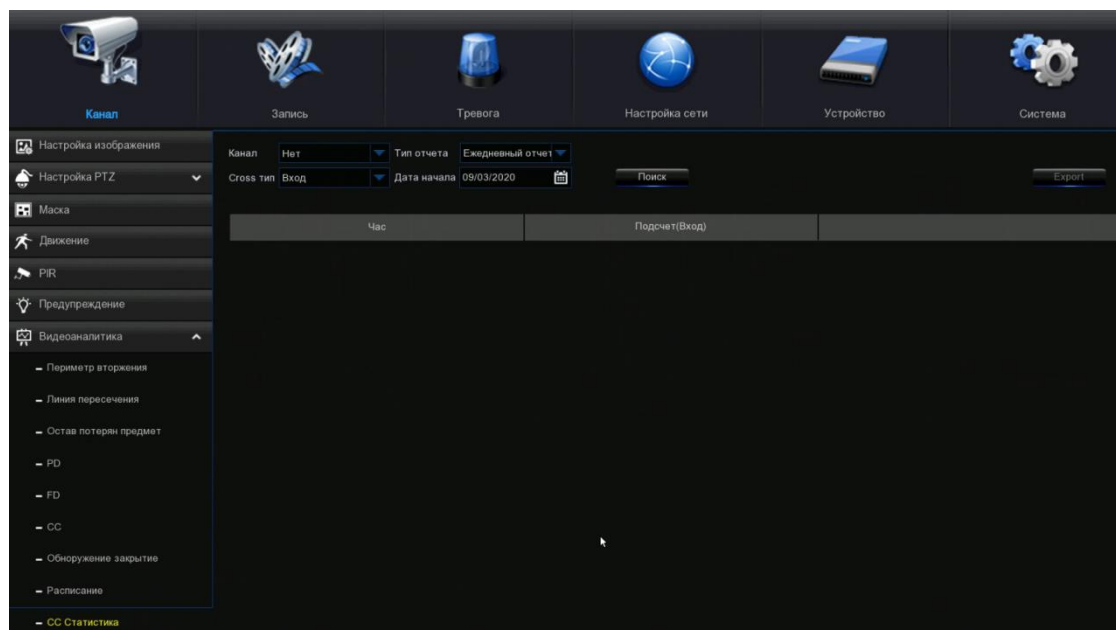 Канал Запись Тревога Настройка сети Устройство Система
Настройка изображения
Канал Нет Тип отчета Ежедневный отчет
Настройка PTZ
Cross тип Вход Дата начала 09/03/2020 Поиск Export
Маска
Час Подсчет(Вход)
Движение
PIR
Предупреждение
Видеоаналитика
Периметр вторжения
Линия пересечения
Остав потерян предмет
PD
FD
CC
Обноружение закрытие
Расписание
СС Статистика